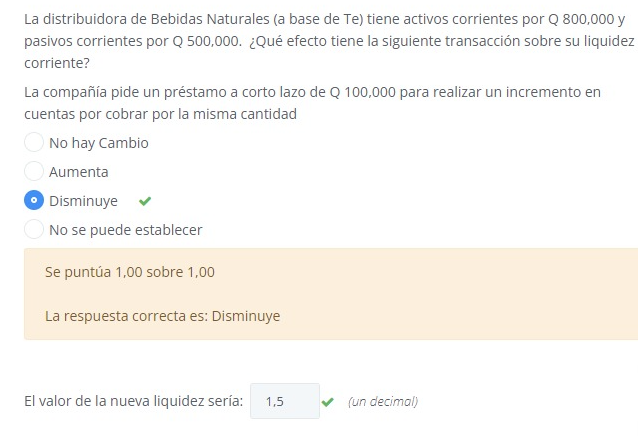 La distribuidora de Bebidas Naturales (a base de Te) tiene activos corrientes por Q 800,000 y
pasivos corrientes por Q 500,000. ¿Qué efecto tiene la siguiente transacción sobre su liquidez
corriente?
La compañía pide un préstamo a corto lazo de Q 100,000 para realizar un incremento en
cuentas por cobrar por la misma cantidad
No hay Cambio
Aumenta
Disminuye
No se puede establecer
Se puntúa 1,00 sobre 1,00
La respuesta correcta es: Disminuye
El valor de la nueva liquidez sería: 1,5 (un decimal)